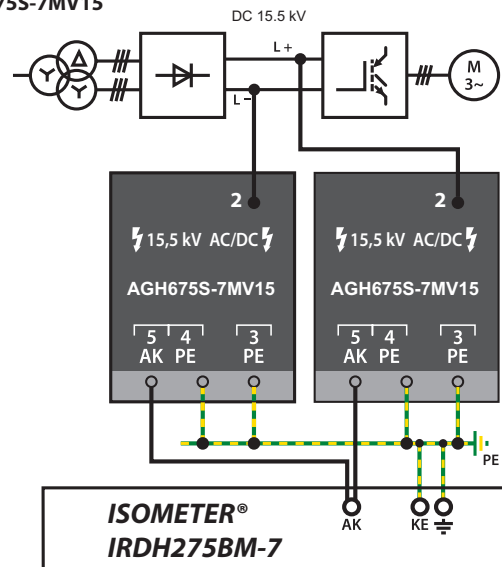 75S-7MV15
DC 15.5 kV
L+
L-
M
3~
2
2
15,5 kV AC/DC
15,5 kV AC/DC
AGH675S-7MV15
AGH675S-7MV15
5 4 3
5 4 3
AK PE PE
AK PE PE
PE
AK KE
ISOMETER®
IRDH275BM-7